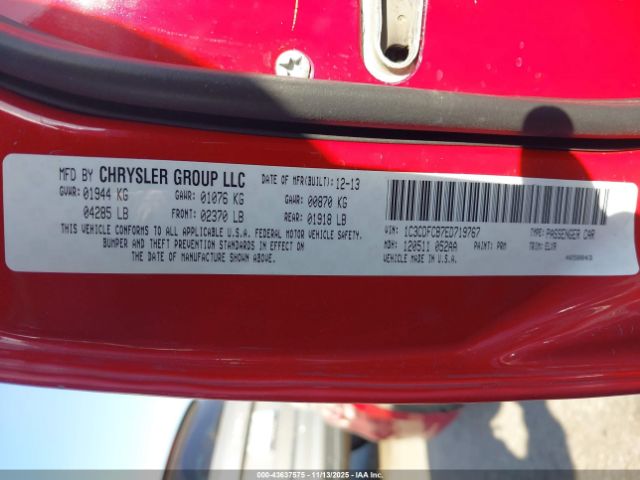 MFD BY CHRYSLER GROUP LLC DATE OF MFR(BUILT): 12-13
GVWR: 01944 KG GAWR: 01076 KG GAWR: 00870 KG
04285 LB FRONT: 02370 LB REAR: 01918 LB
THIS VEHICLE CONFORMS TO ALL APPLICABLE U.S.A. FEDERAL MOTOR VEHICLE SAFETY,
BUMPER AND THEFT PREVENTION STANDARDS IN EFFECT ON
THE DATE OF MANUFACTURE SHOWN ABOVE.
VIN: 1C3CDFCB7ED719767 TYPE: PASSENGER CAR
MDH: 120511 052AA PAINT: PRM TRIM: ELXR
VEHICLE MADE IN U.S.A.
000-43637575 - 11/13/2025 - IAA Inc.